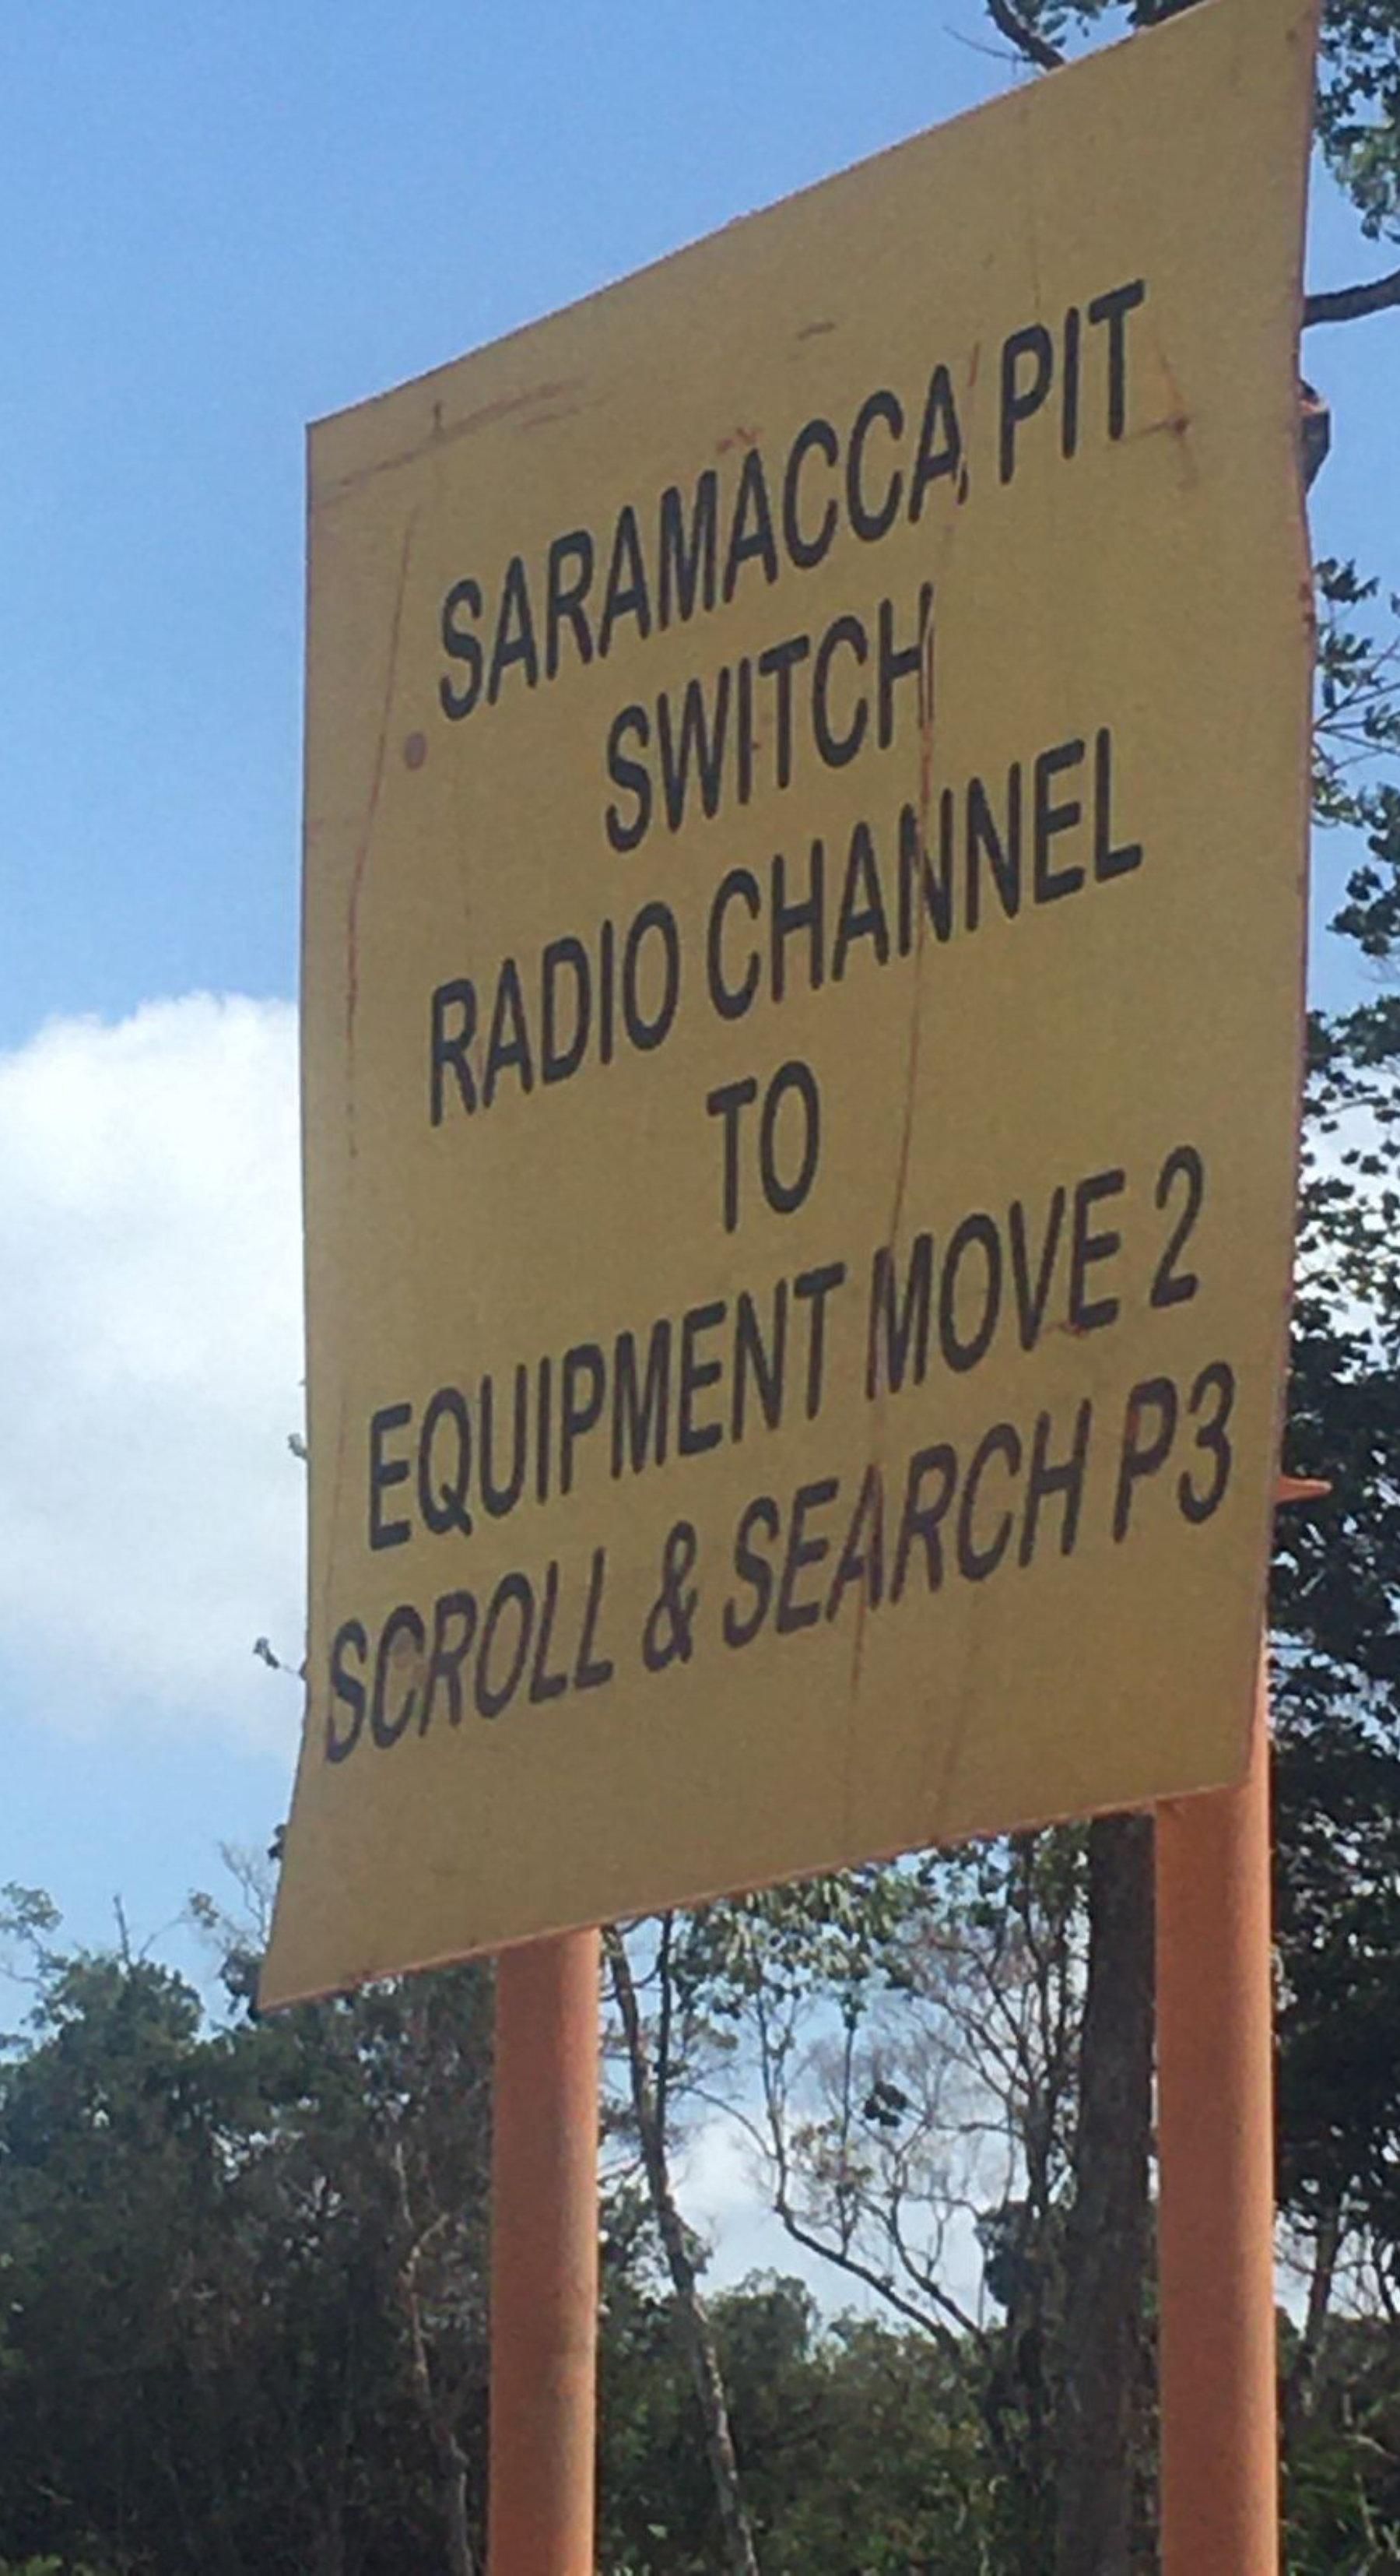 SARAMACCA PIT
SWITCH
RADIO CHANNEL
TO
EQUIPMENT MOVE 2
SCROLL & SEARCH P3